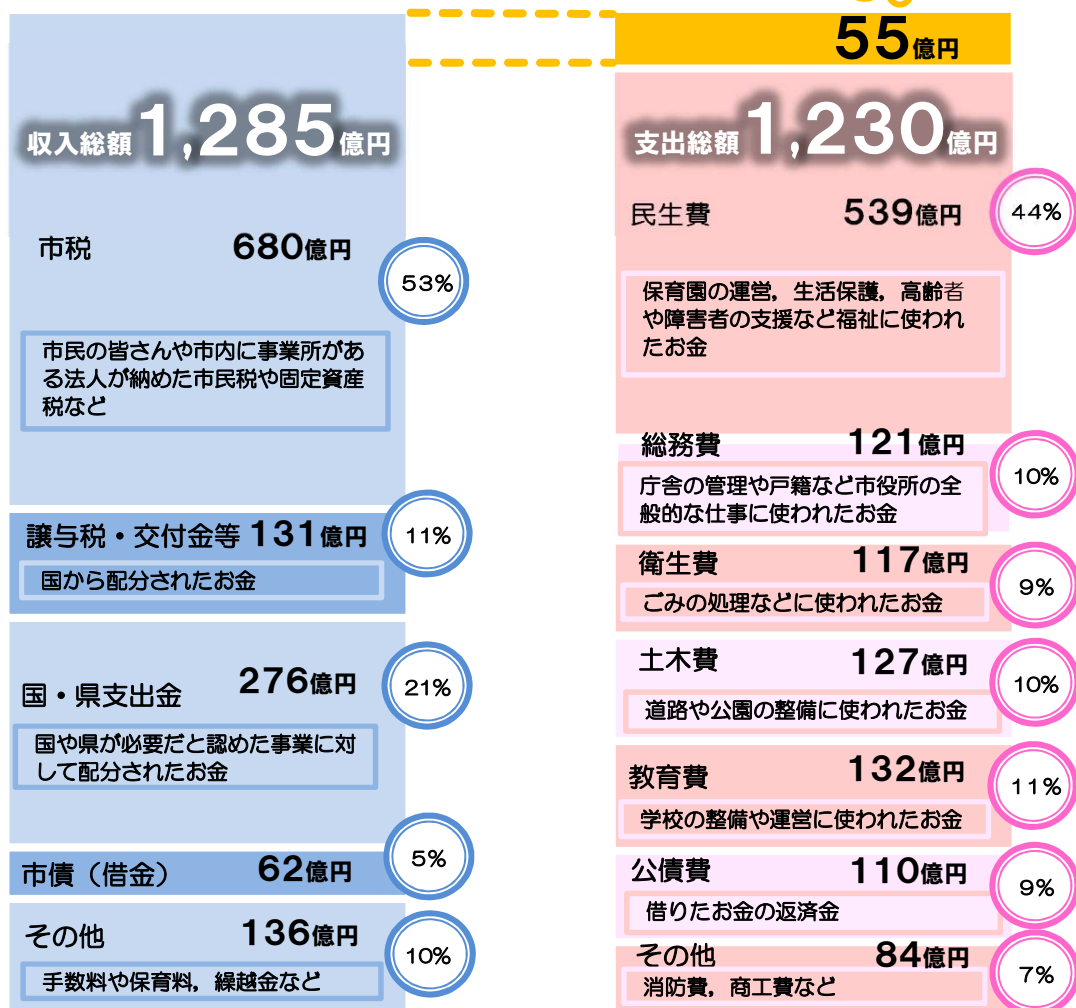 収入総額1,285億円
市税 680億円
53%
市民の皆さんや市内に事業所があ
る法人が納めた市民税や固定資産
税など
譲与税・交付金等 131億円
11%
国から配分されたお金
国・県支出金 276億円
21%
国や県が必要だと認めた事業に対
して配分されたお金
市債（借金） 62億円
5%
その他 136億円
10%
手数料や保育料，繰越金など
55億円
支出総額1,230億円
民生費 539億円
44%
保育園の運営，生活保護，高齢者
や障害者の支援など福祉に使われ
たお金
総務費 121億円
10%
庁舎の管理や戸籍など市役所の全
般的な仕事に使われたお金
衛生費 117億円
9%
ごみの処理などに使われたお金
土木費 127億円
10%
道路や公園の整備に使われたお金
教育費 132億円
11%
学校の整備や運営に使われたお金
公債費 110億円
9%
借りたお金の返済金
その他 84億円
7%
消防費，商工費など